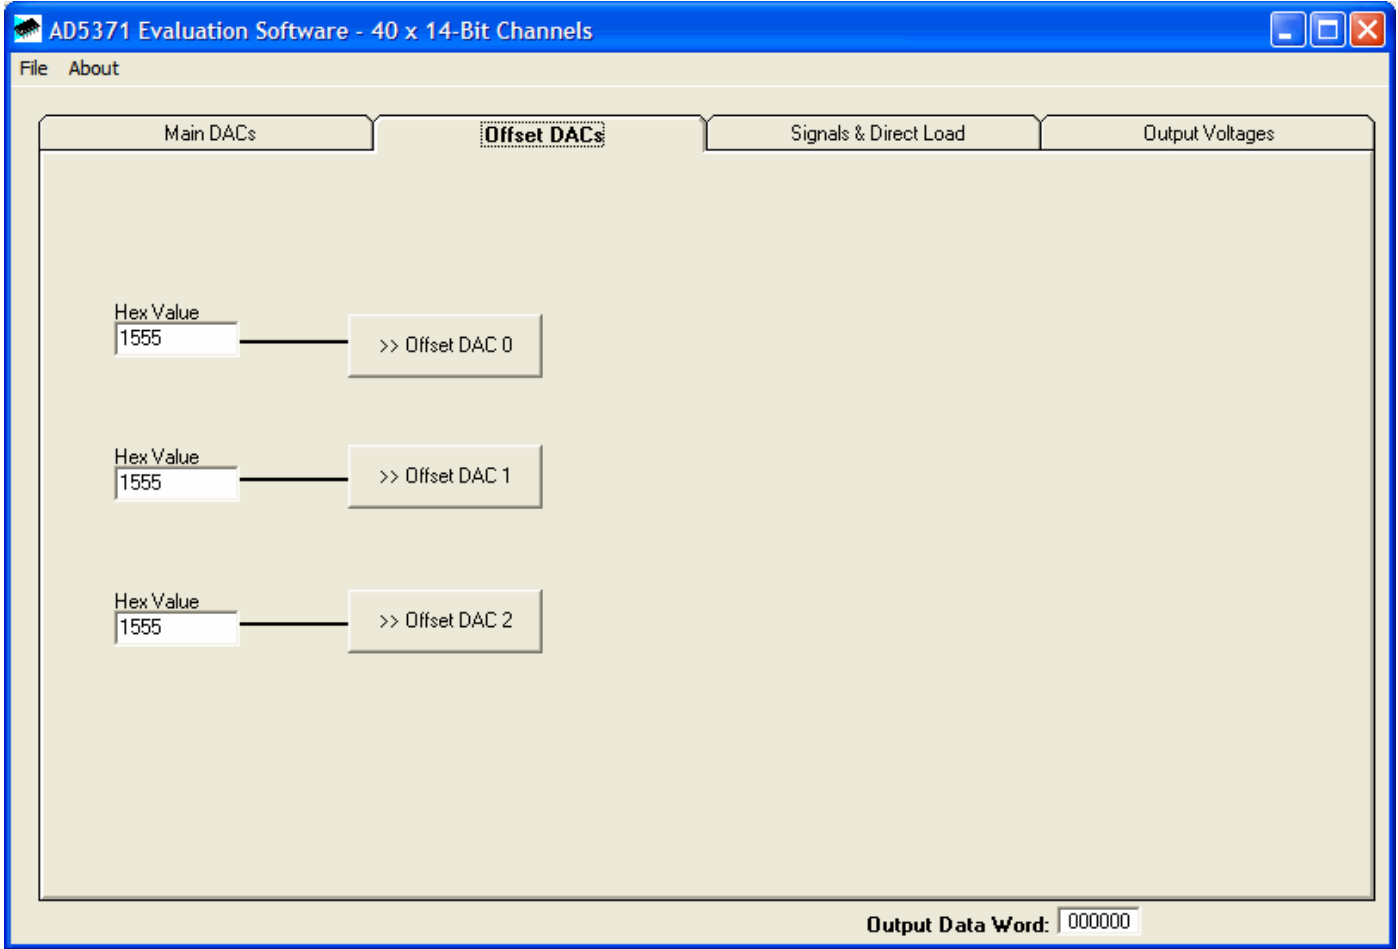 AD5371 Evaluation Software - 40 x 14-Bit Channels
File About
Main DACs Offset DACs Signals & Direct Load Output Voltages
Hex Value
1555
>> Offset DAC 0
Hex Value
1555
>> Offset DAC 1
Hex Value
1555
>> Offset DAC 2
Output Data Word: 000000